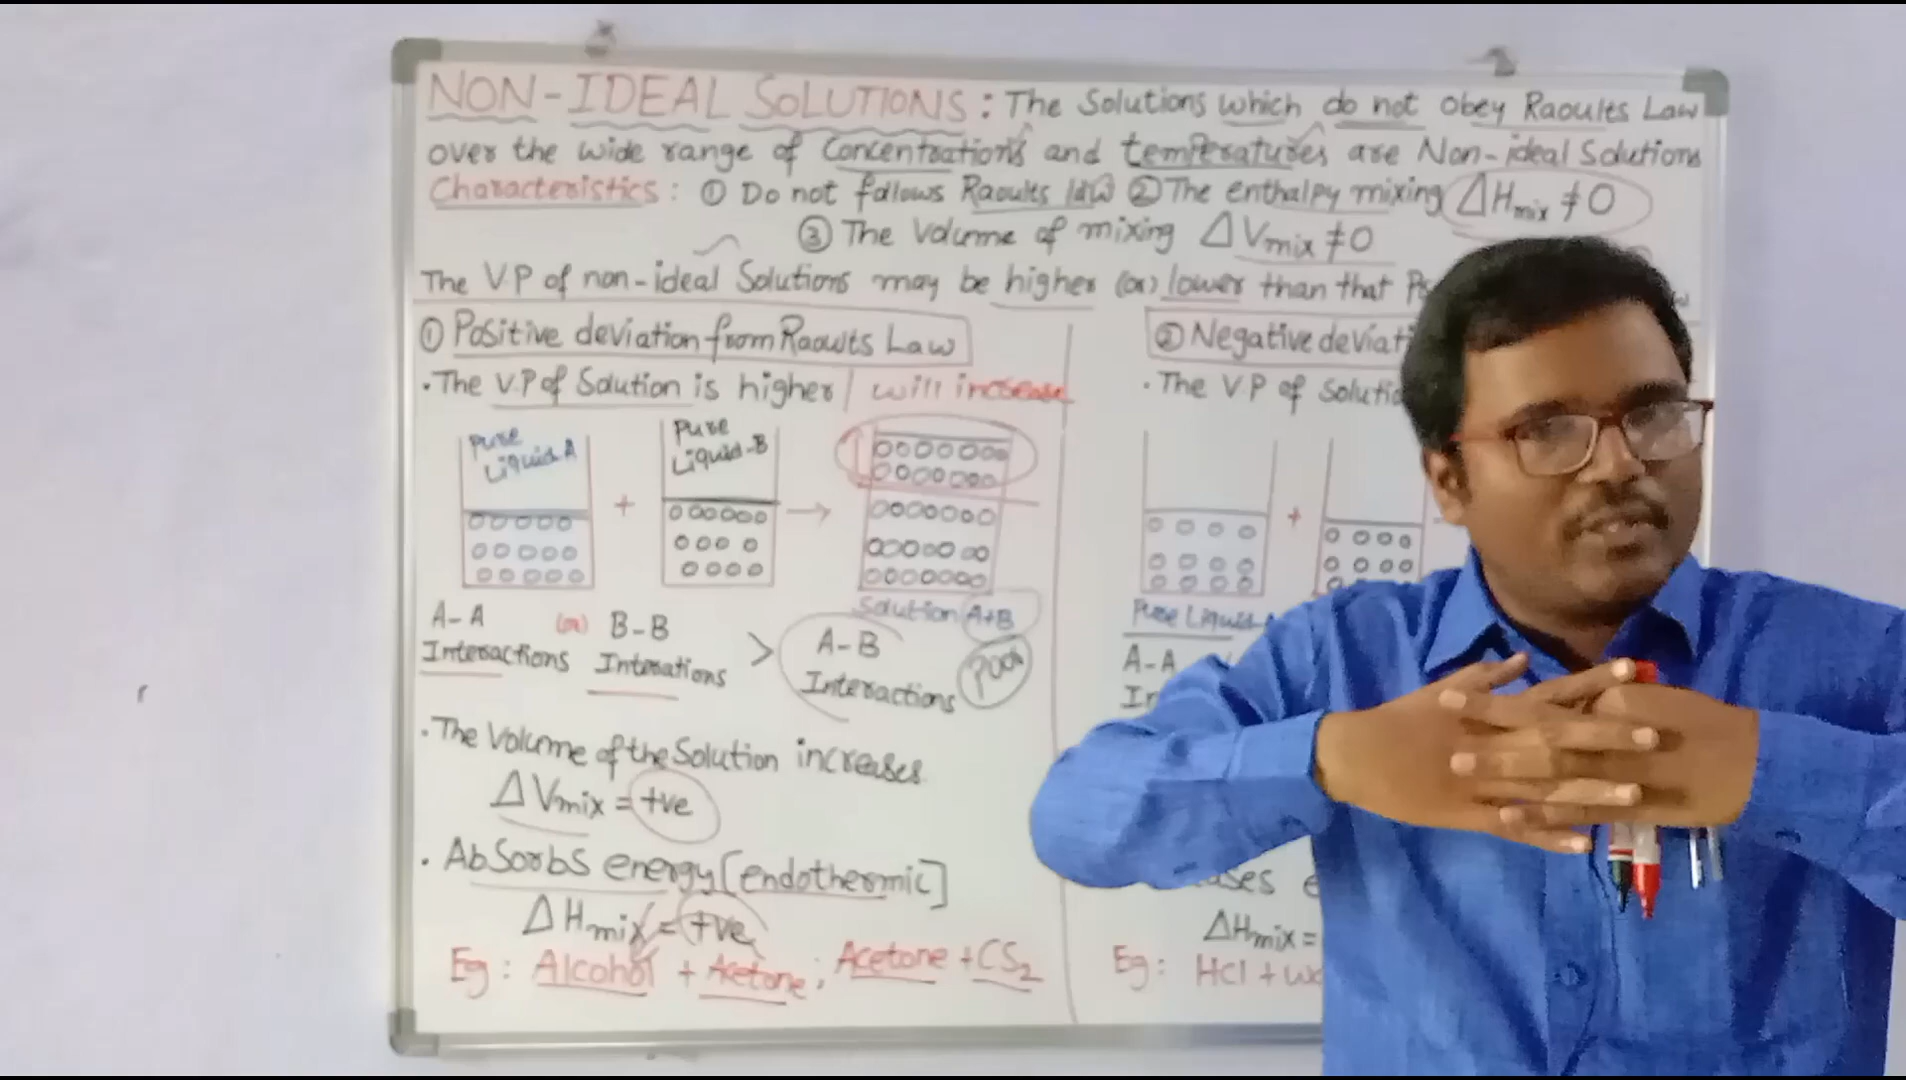 NON-IDEAL SOLUTIONS : The Solutions which do not obey Raoults Law
over the wide range of Concentrations and temperatures are Non-ideal Solutions
Characteristics : ① Do not follows Raoults law ② The enthalpy mixing ΔHmix ≠ 0
③ The Volume of mixing ΔVmix ≠ 0
The V.P of non-ideal Solutions may be higher (or) lower than that
① Positive deviation from Raoults Law
• The V.P of Solution is higher / will increase
Pure
Liquid-A
Pure
Liquid-B
+
→
Solution A+B
A-A (or) B-B > A-B
Interactions Interations Interactions Poor
• The Volume of the Solution increases
ΔVmix = +ve
• Absorbs energy [endothermic]
ΔHmix = +ve
Eg : Alcohol + Acetone ; Acetone + CS2
② Negative
• The V.P of
+
Pure
A-A
ΔHmix =
Eg : HCl +